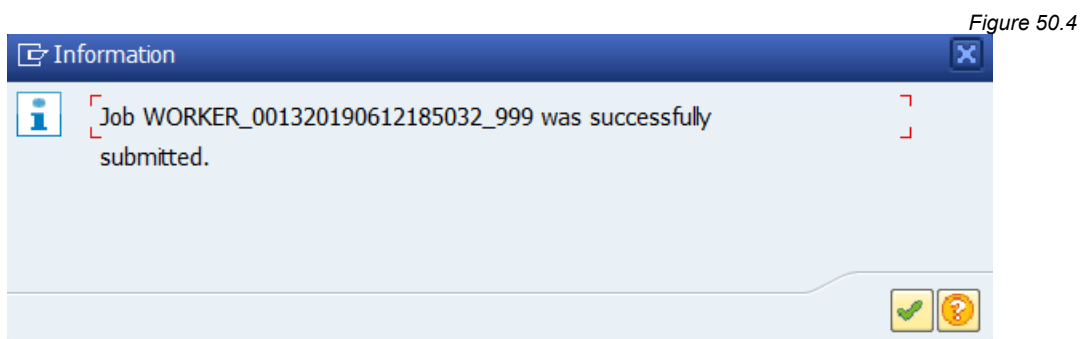 Figure 50.4
Information
Job WORKER_001320190612185032_999 was successfully
submitted.